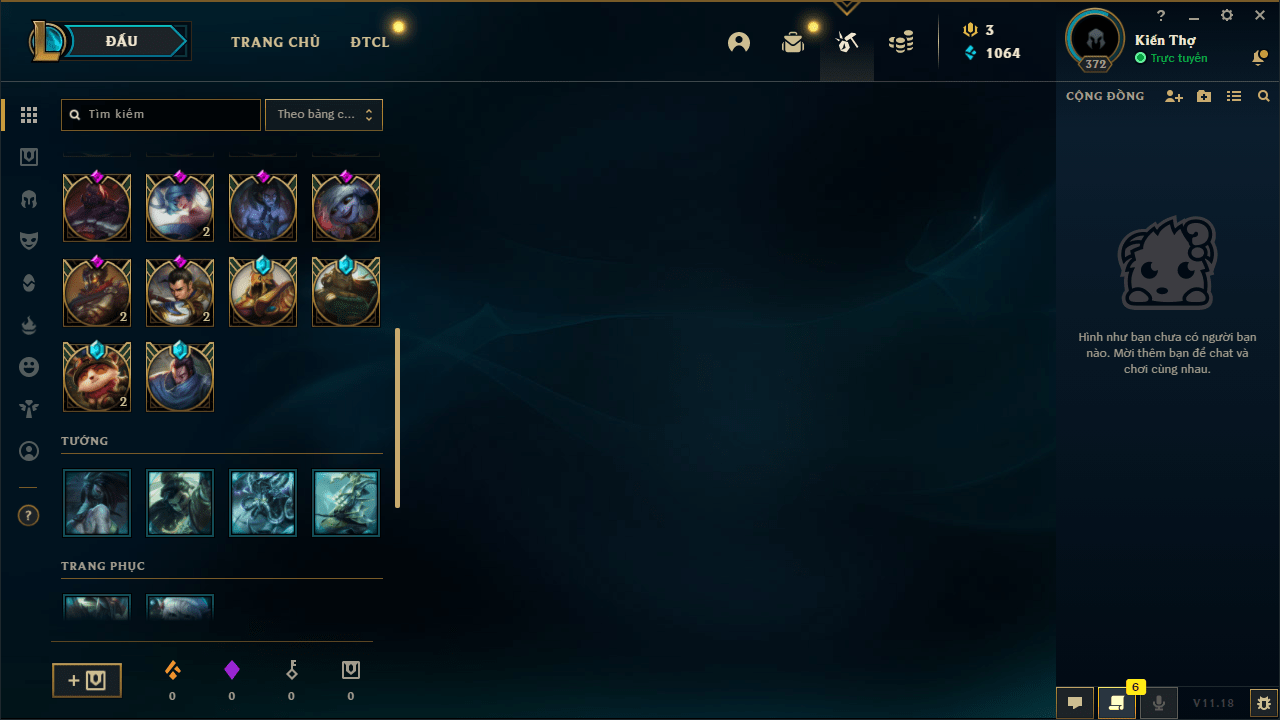 ĐẤU
TRANG CHỦ
ĐTCL
3
1064
?
372
Kiến Thợ
Trực tuyến
Tìm kiếm
Theo bảng c...
CỘNG ĐỒNG
2
2
2
2
TƯỚNG
?
TRANG PHỤC
Hình như bạn chưa có người bạn
nào. Mời thêm bạn để chat và
chơi cùng nhau.
+
0
0
0
0
6
V11.18